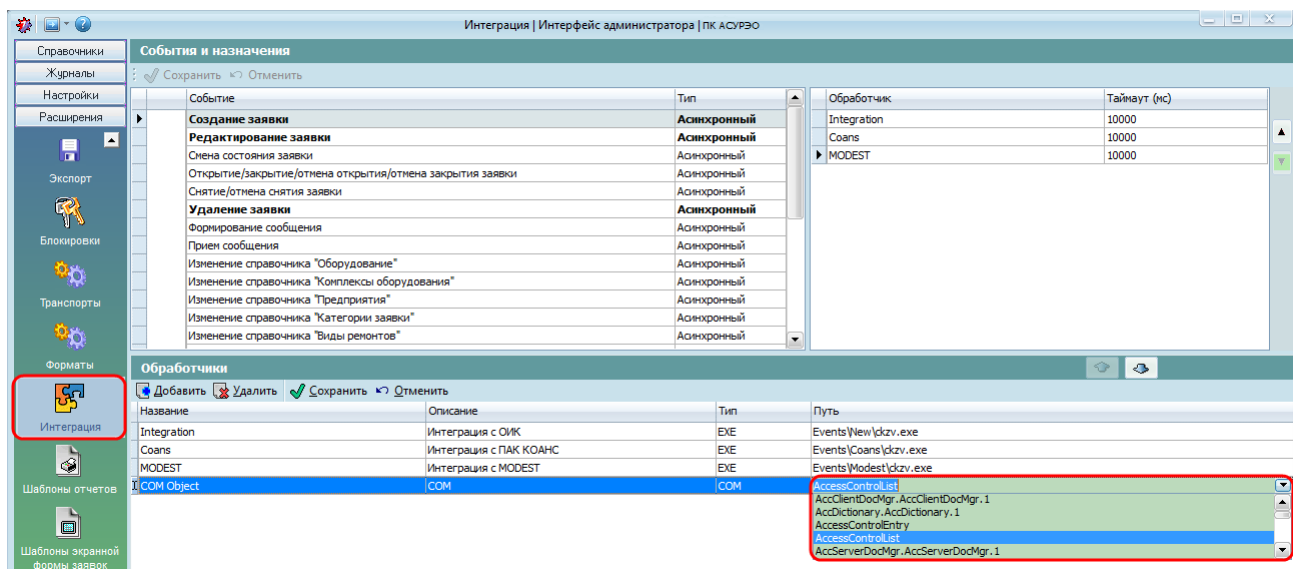 Интеграция | Интерфейс администратора | ПК АСУРЭО
Справочники
Журналы
Настройки
Расширения
Экспорт
Блокировки
Транспорты
Форматы
Интеграция
Шаблоны отчетов
Шаблоны экранной
формы заявок
События и назначения
Сохранить Отменить
Событие Тип
Создание заявки Асинхронный
Редактирование заявки Асинхронный
Смена состояния заявки Асинхронный
Открытие/закрытие/отмена открытия/отмена закрытия заявки Асинхронный
Снятие/отмена снятия заявки Асинхронный
Удаление заявки Асинхронный
Формирование сообщения Асинхронный
Прием сообщения Асинхронный
Изменение справочника "Оборудование" Асинхронный
Изменение справочника "Комплексы оборудования" Асинхронный
Изменение справочника "Предприятия" Асинхронный
Изменение справочника "Категории заявки" Асинхронный
Изменение справочника "Виды ремонтов" Асинхронный
Обработчик Таймаут (мс)
Integration 10000
Coans 10000
MODEST 10000
Обработчики
Добавить Удалить Сохранить Отменить
Название Описание Тип Путь
Integration Интеграция с ОИК EXE Events\New\ckzv.exe
Coans Интеграция с ПАК КОАНС EXE Events\Coans\ckzv.exe
MODEST Интеграция с MODEST EXE Events\Modest\ckzv.exe
COM Object COM COM AccessControlList
AccClientDocMgr.AccClientDocMgr.1
AccDictionary.AccDictionary.1
AccessControlEntry
AccessControlList
AccServerDocMgr.AccServerDocMgr.1